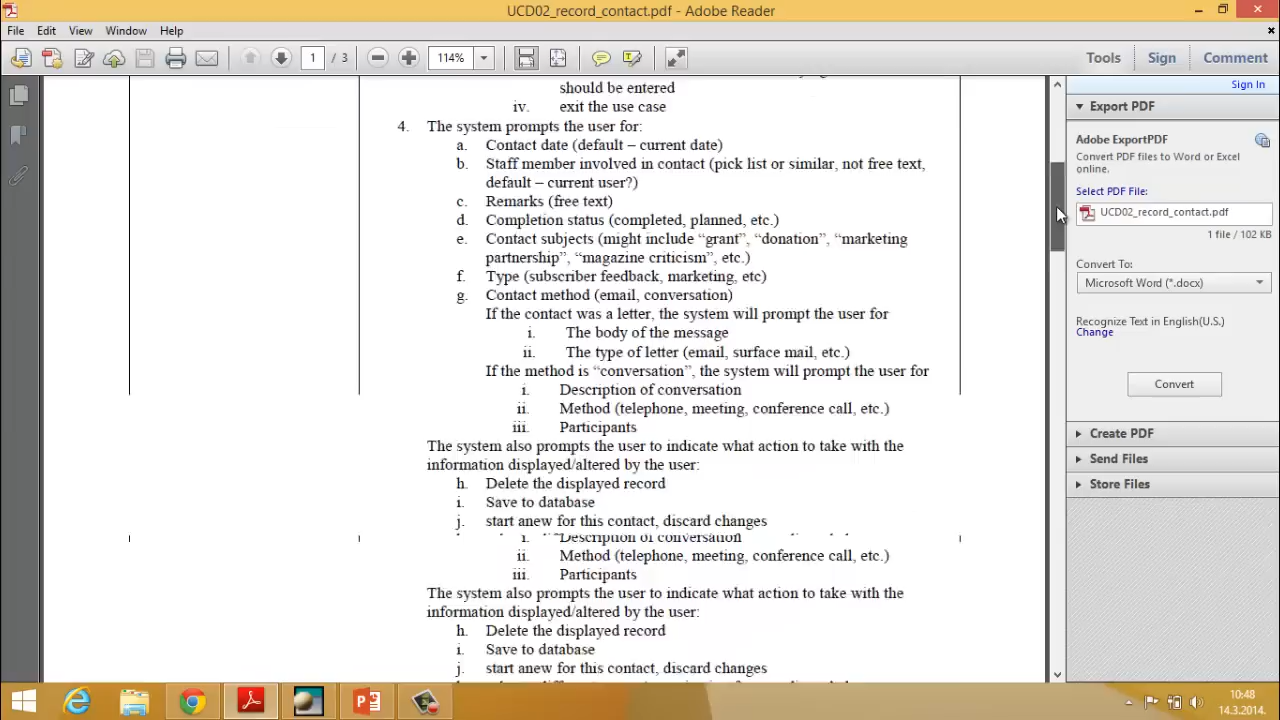 UCD02_record_contact.pdf - Adobe Reader
File Edit View Window Help
1 / 3 114% Tools Sign Comment
Sign In
should be entered
iv. exit the use case
4. The system prompts the user for:
a. Contact date (default – current date)
b. Staff member involved in contact (pick list or similar, not free text,
default – current user?)
c. Remarks (free text)
d. Completion status (completed, planned, etc.)
e. Contact subjects (might include “grant”, “donation”, “marketing
partnership”, “magazine criticism”, etc.)
f. Type (subscriber feedback, marketing, etc)
g. Contact method (email, conversation)
If the contact was a letter, the system will prompt the user for
i. The body of the message
ii. The type of letter (email, surface mail, etc.)
If the method is “conversation”, the system will prompt the user for
i. Description of conversation
ii. Method (telephone, meeting, conference call, etc.)
iii. Participants
The system also prompts the user to indicate what action to take with the
information displayed/altered by the user:
h. Delete the displayed record
i. Save to database
j. start anew for this contact, discard changes
i. Description of conversation
ii. Method (telephone, meeting, conference call, etc.)
iii. Participants
The system also prompts the user to indicate what action to take with the
information displayed/altered by the user:
h. Delete the displayed record
i. Save to database
j. start anew for this contact, discard changes
Export PDF
Adobe ExportPDF
Convert PDF files to Word or Excel
online.
Select PDF File:
UCD02_record_contact.pdf
1 file / 102 KB
Convert To:
Microsoft Word (*.docx)
Recognize Text in English(U.S.)
Change
Convert
Create PDF
Send Files
Store Files
10:48
14.3.2014.